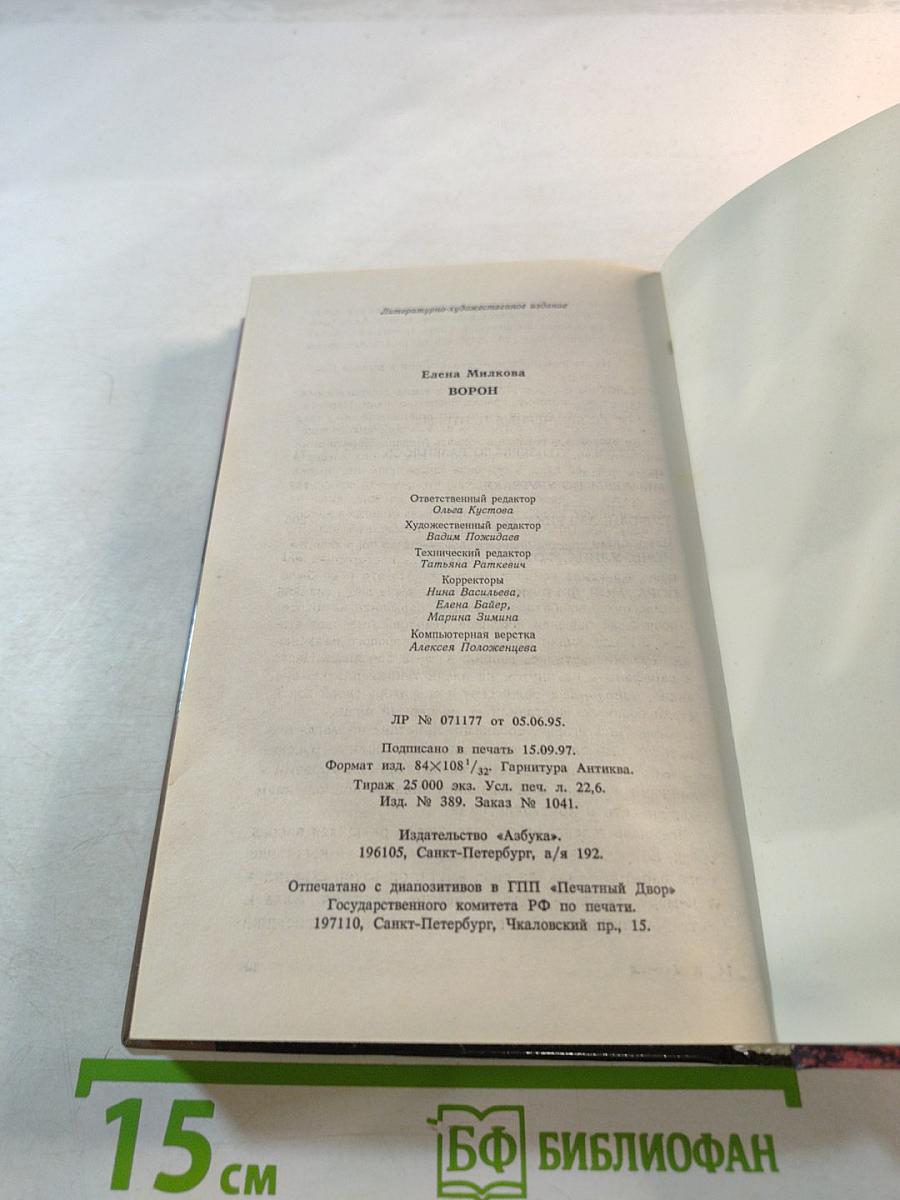 Литературно-художественное издание
Елена Милкова
ВОРОН
Ответственный редактор
Ольга Кустова
Художественный редактор
Вадим Пожидаев
Технический редактор
Татьяна Раткевич
Корректоры
Нина Васильева,
Елена Байер,
Марина Зимина
Компьютерная верстка
Алексея Положенцева
ЛР № 071177 от 05.06.95.
Подписано в печать 15.09.97.
Формат изд. 84×108 1/32. Гарнитура Антиква.
Тираж 25 000 экз. Усл. печ. л. 22,6.
Изд. № 389. Заказ № 1041.
Издательство «Азбука».
196105, Санкт-Петербург, а/я 192.
Отпечатано с диапозитивов в ГПП «Печатный Двор»
Государственного комитета РФ по печати.
197110, Санкт-Петербург, Чкаловский пр., 15.
15 см
БФ БИБЛИОФАН